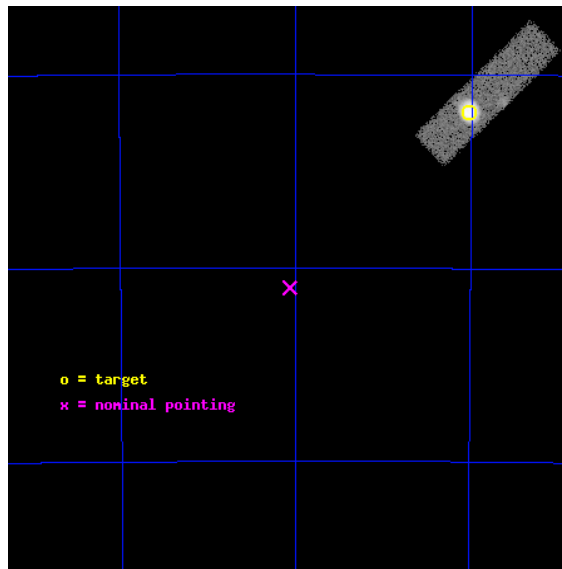 o = target
x = nominal pointing